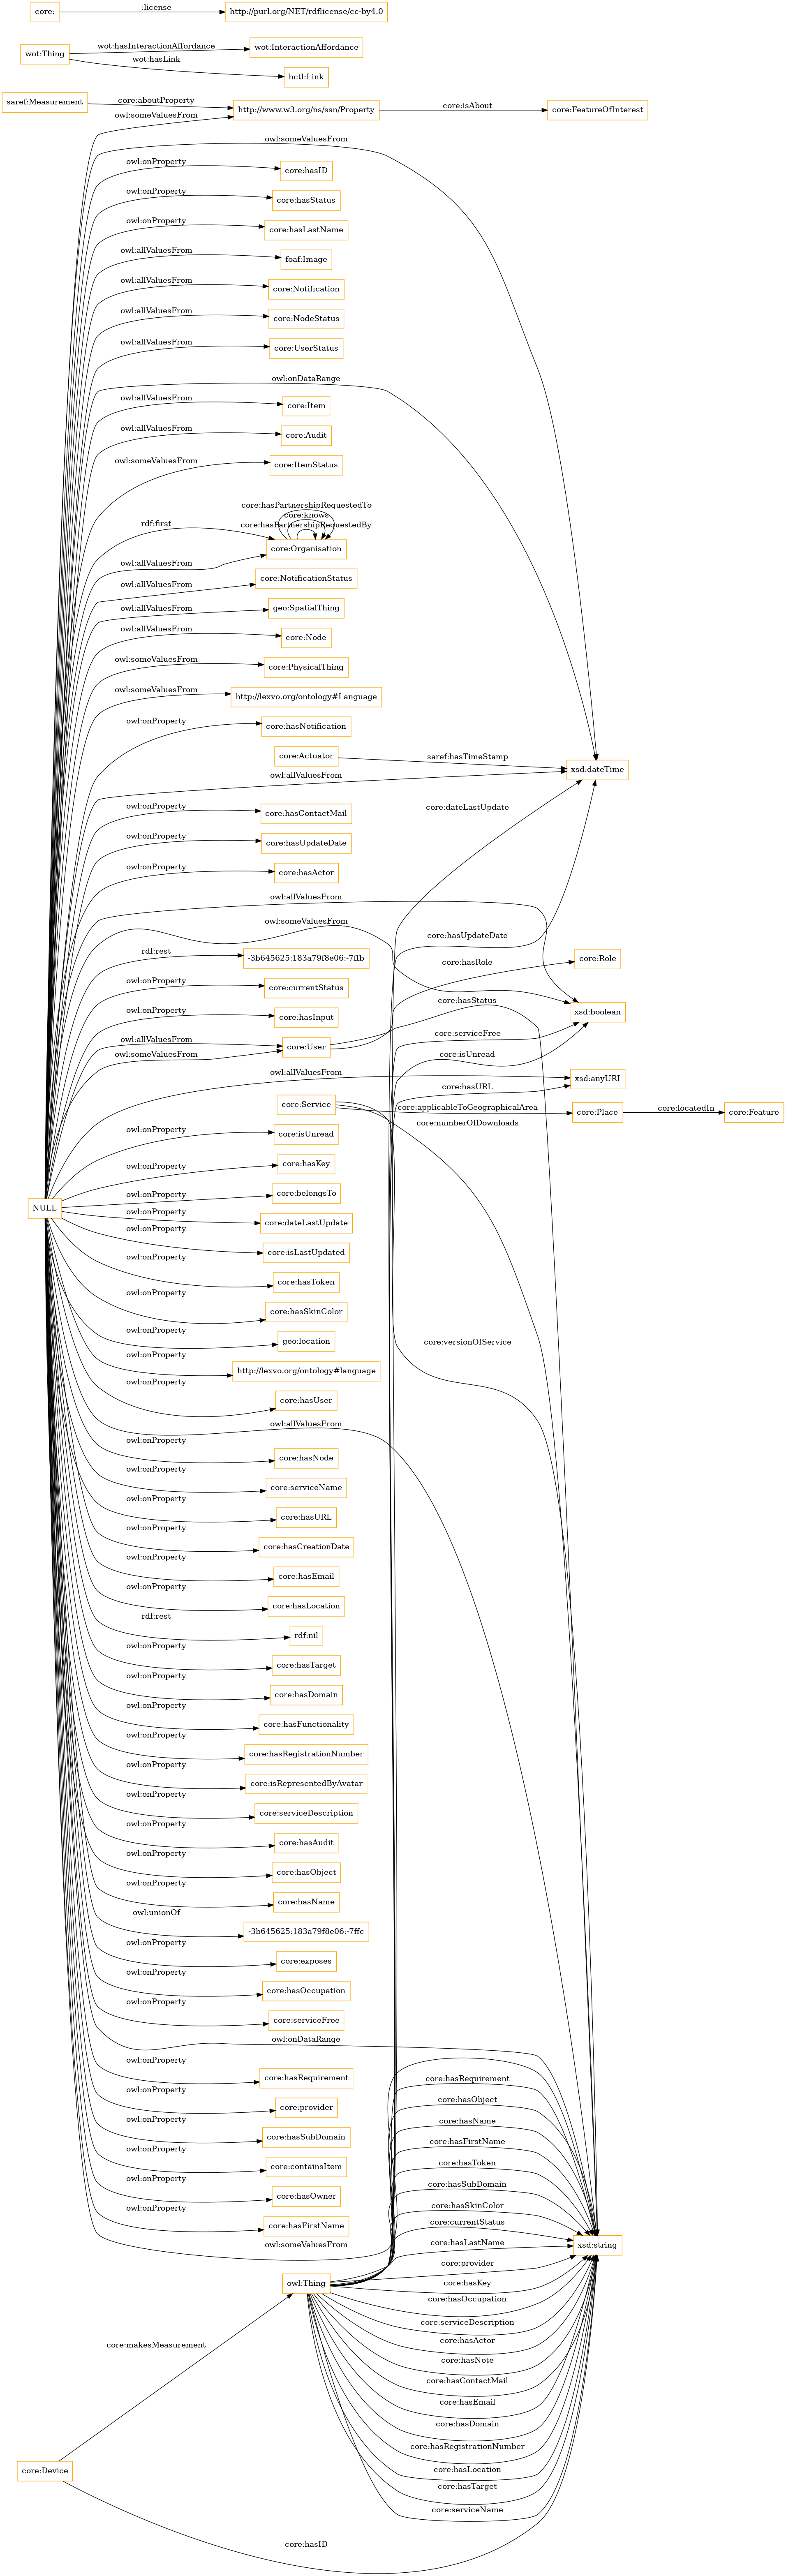 core:
:license
http://purl.org/NET/rdflicense/cc-by4.0
wot:Thing
wot:hasInteractionAffordance
wot:InteractionAffordance
wot:hasLink
hctl:Link
saref:Measurement
core:aboutProperty
http://www.w3.org/ns/ssn/Property
core:isAbout
core:FeatureOfInterest
owl:someValuesFrom
owl:someValuesFrom
owl:onProperty
core:hasID
owl:onProperty
core:hasStatus
owl:onProperty
core:hasLastName
owl:allValuesFrom
foaf:Image
owl:allValuesFrom
core:Notification
owl:allValuesFrom
core:NodeStatus
owl:allValuesFrom
core:UserStatus
owl:onDataRange
owl:allValuesFrom
core:Item
owl:allValuesFrom
core:Audit
owl:someValuesFrom
core:ItemStatus
core:hasPartnershipRequestedTo
core:knows
core:hasPartnershipRequestedBy
rdf:first
core:Organisation
owl:allValuesFrom
core:NotificationStatus
owl:allValuesFrom
geo:SpatialThing
owl:allValuesFrom
core:Node
owl:allValuesFrom
core:PhysicalThing
owl:someValuesFrom
http://lexvo.org/ontology#Language
owl:someValuesFrom
core:hasNotification
owl:onProperty
core:Actuator
saref:hasTimeStamp
xsd:dateTime
owl:allValuesFrom
core:dateLastUpdate
owl:onProperty
core:hasContactMail
owl:onProperty
core:hasUpdateDate
owl:onProperty
core:hasActor
owl:allValuesFrom
owl:someValuesFrom
core:hasUpdateDate
rdf:rest
-3b645625:183a79f8e06:-7ffb
core:hasRole
core:Role
owl:onProperty
core:currentStatus
core:hasStatus
owl:onProperty
core:hasInput
xsd:boolean
owl:allValuesFrom
core:User
core:serviceFree
owl:someValuesFrom
core:isUnread
owl:allValuesFrom
xsd:anyURI
core:hasURL
core:Service
core:applicableToGeographicalArea
core:Place
core:locatedIn
core:Feature
core:numberOfDownloads
owl:onProperty
core:isUnread
owl:onProperty
core:hasKey
owl:onProperty
core:belongsTo
NULL
owl:onProperty
core:dateLastUpdate
owl:onProperty
core:isLastUpdated
owl:onProperty
core:hasToken
owl:onProperty
core:hasSkinColor
owl:onProperty
geo:location
core:versionOfService
owl:onProperty
http://lexvo.org/ontology#language
owl:onProperty
core:hasUser
owl:allValuesFrom
owl:onProperty
core:hasNode
owl:onProperty
core:serviceName
owl:onProperty
core:hasURL
owl:onProperty
core:hasCreationDate
owl:onProperty
core:hasEmail
owl:onProperty
core:hasLocation
rdf:rest
rdf:nil
owl:onProperty
core:hasTarget
owl:onProperty
core:hasDomain
owl:onProperty
core:hasFunctionality
owl:onProperty
core:hasRegistrationNumber
owl:onProperty
core:isRepresentedByAvatar
owl:onProperty
core:serviceDescription
owl:onProperty
core:hasAudit
owl:onProperty
core:hasObject
owl:onProperty
core:hasName
owl:unionOf
-3b645625:183a79f8e06:-7ffc
owl:onProperty
core:exposes
owl:onProperty
core:hasOccupation
owl:onProperty
core:serviceFree
owl:onDataRange
owl:onProperty
core:hasRequirement
core:hasRequirement
owl:onProperty
core:provider
core:hasObject
owl:onProperty
core:hasSubDomain
core:hasName
core:hasFirstName
owl:onProperty
core:containsItem
core:hasToken
owl:onProperty
core:hasOwner
core:hasSubDomain
core:hasSkinColor
owl:onProperty
core:hasFirstName
core:currentStatus
owl:someValuesFrom
core:hasLastName
xsd:string
core:provider
owl:Thing
core:hasKey
core:hasOccupation
core:serviceDescription
core:makesMeasurement
core:hasActor
core:hasNote
core:hasContactMail
core:hasEmail
core:hasDomain
core:hasRegistrationNumber
core:Device
core:hasLocation
core:hasTarget
core:serviceName
core:hasID